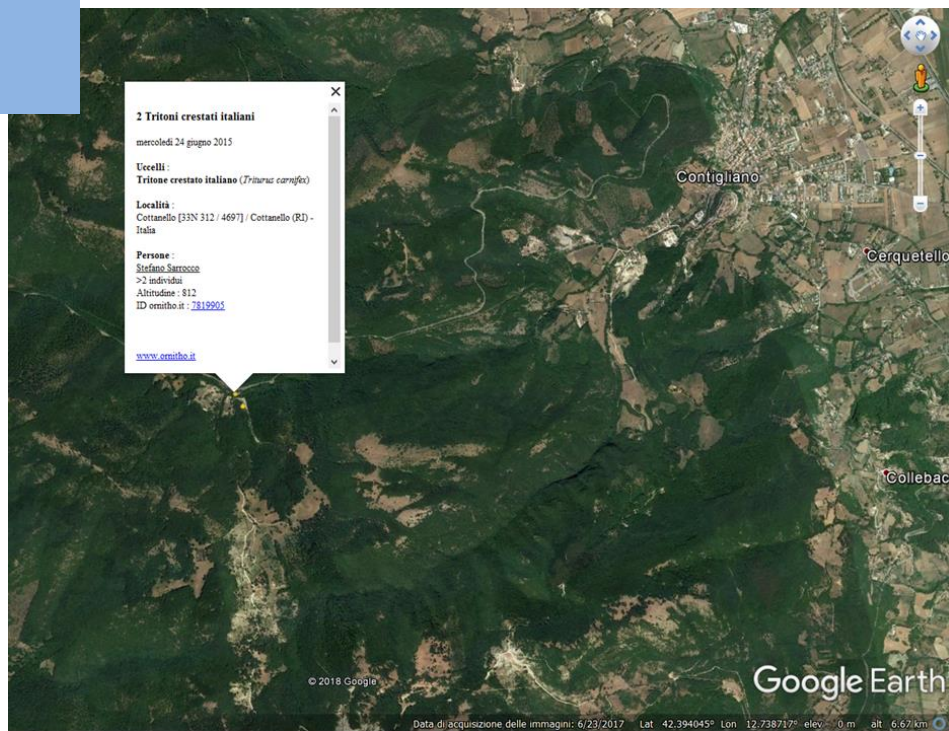 2 Tritoni crestati italiani
mercoledì 24 giugno 2015
Uccelli :
Tritone crestato italiano (Triturus carnifex)
Località :
Cottanello [33N 312 / 4697] / Cottanello (RI) -
Italia
Persone :
Stefano Sarrocco
>2 individui
Altitudine : 812
ID ornitho.it : 7819905
www.ornitho.it
Contigliano
Cerquetello
Collebac
© 2018 Google
Google Earth
Data di acquisizione delle immagini: 6/23/2017 Lat 42.394045° Lon 12.738717° elev 0 m alt 6.67 km